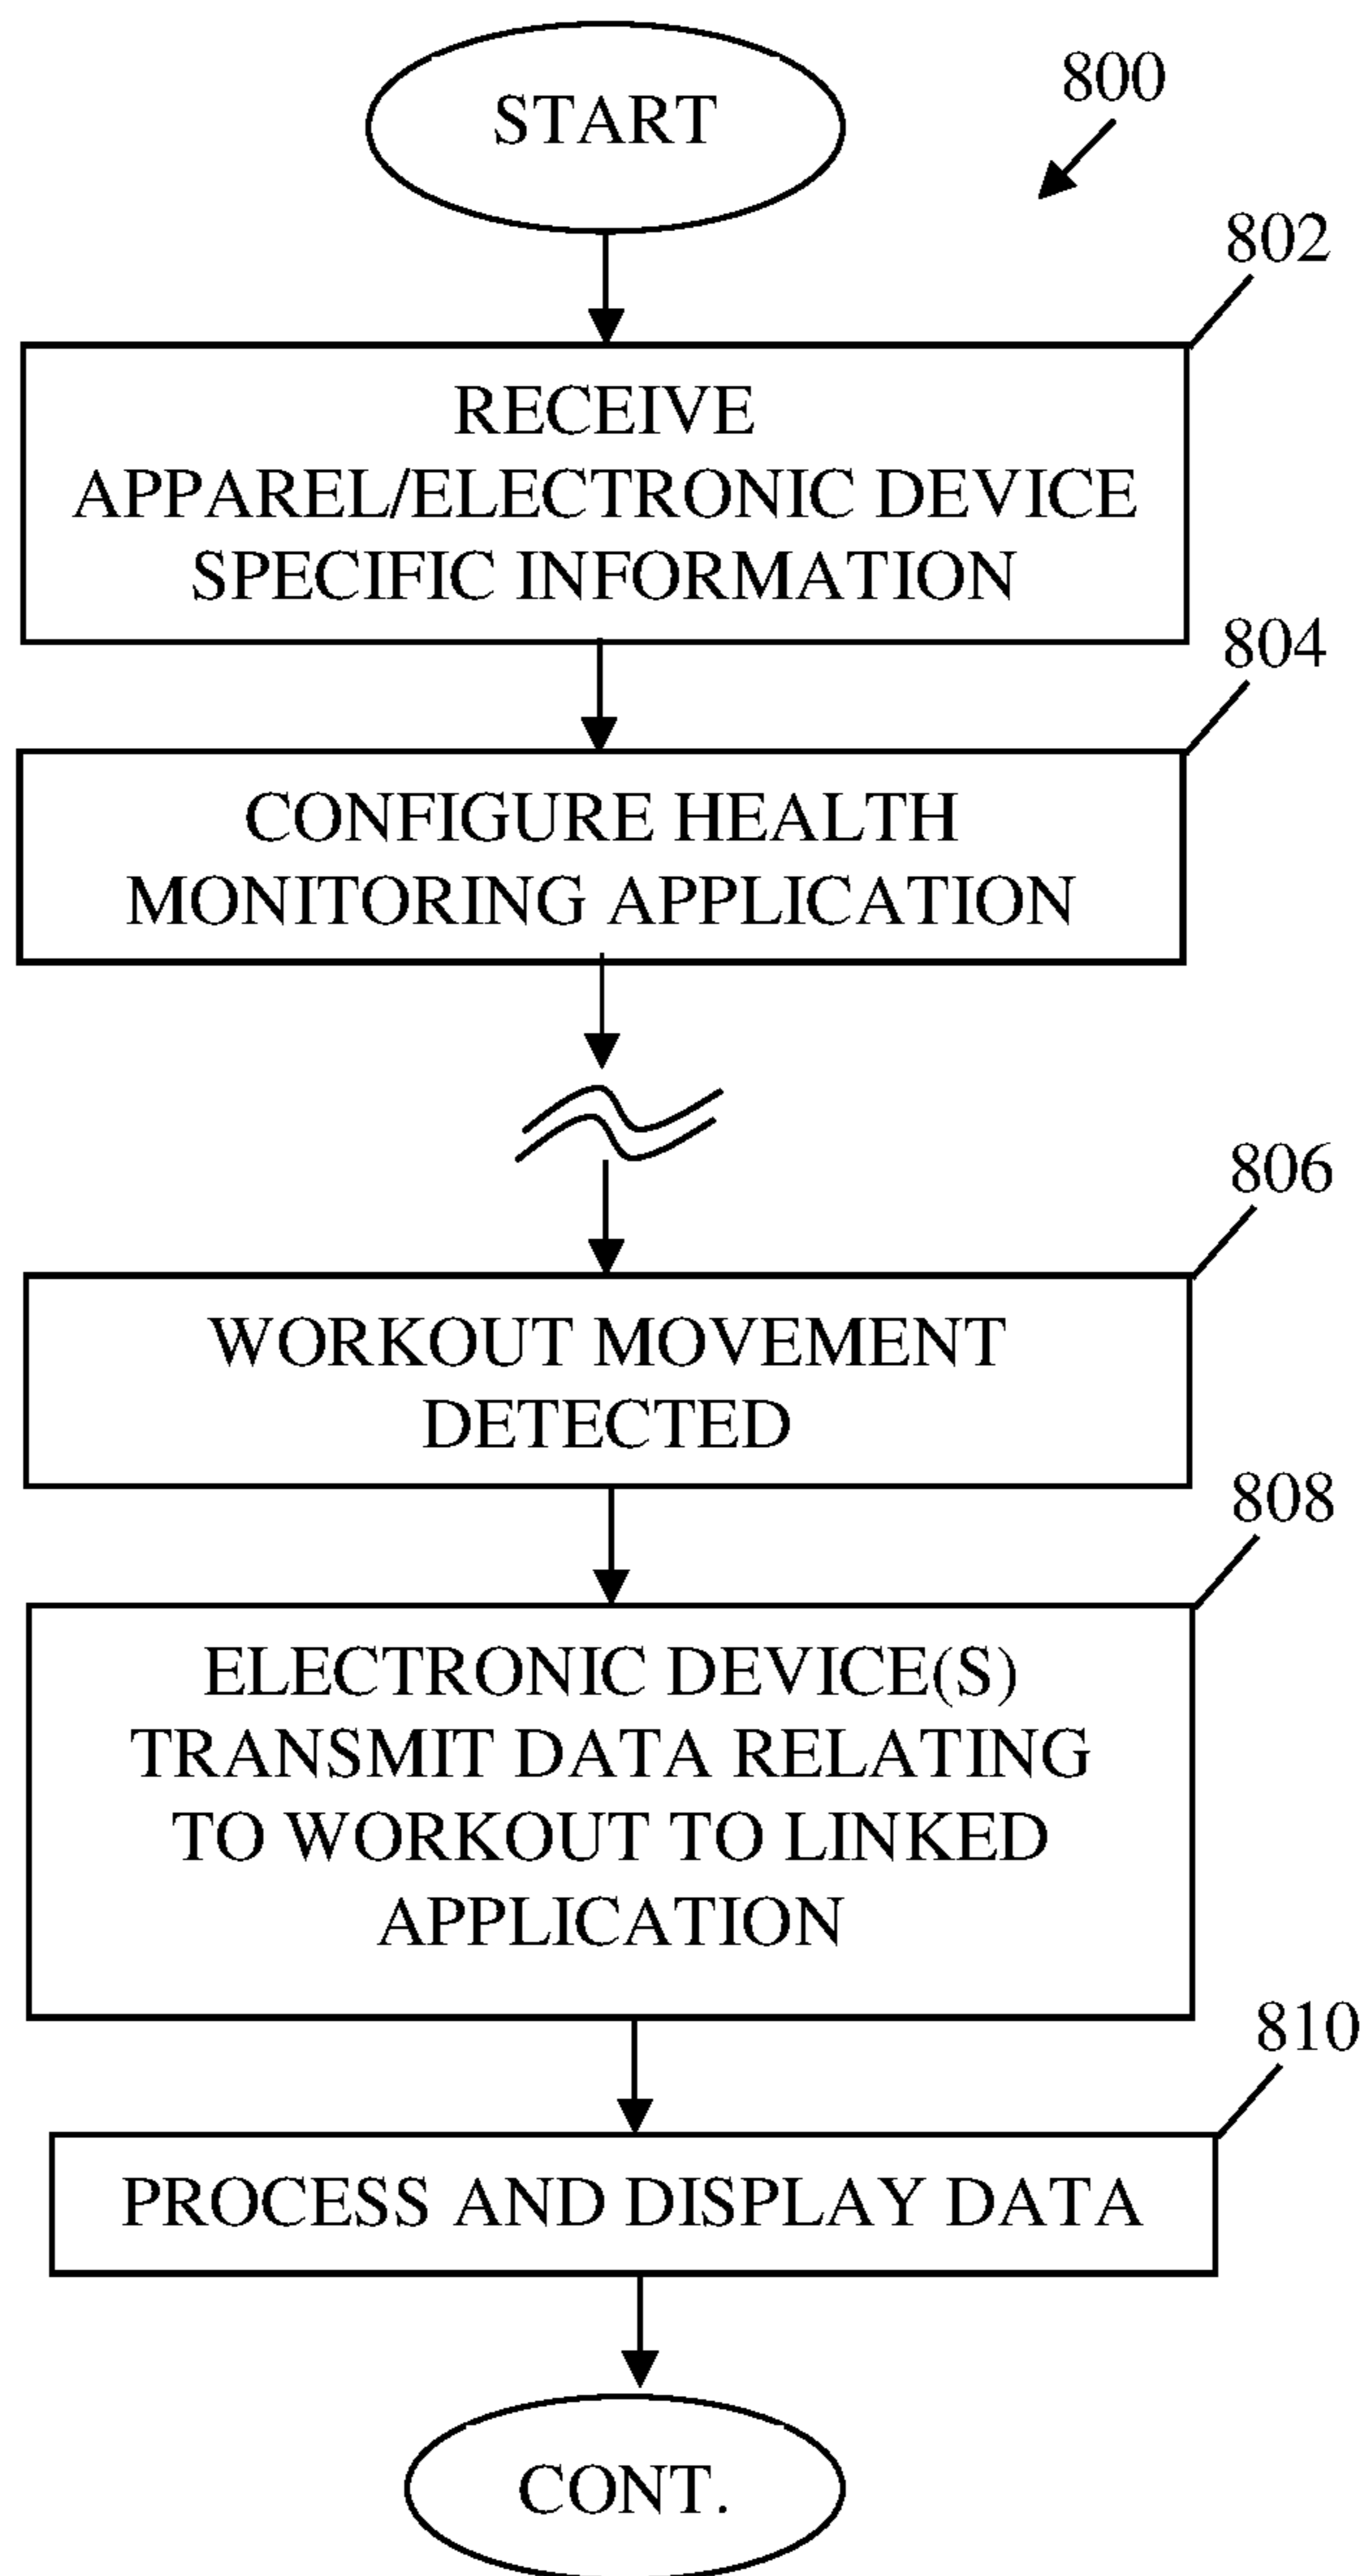 START
800
802
RECEIVE
APPAREL/ELECTRONIC DEVICE
SPECIFIC INFORMATION
804
CONFIGURE HEALTH
MONITORING APPLICATION
806
WORKOUT MOVEMENT
DETECTED
808
ELECTRONIC DEVICE(S)
TRANSMIT DATA RELATING
TO WORKOUT TO LINKED
APPLICATION
810
PROCESS AND DISPLAY DATA
CONT.